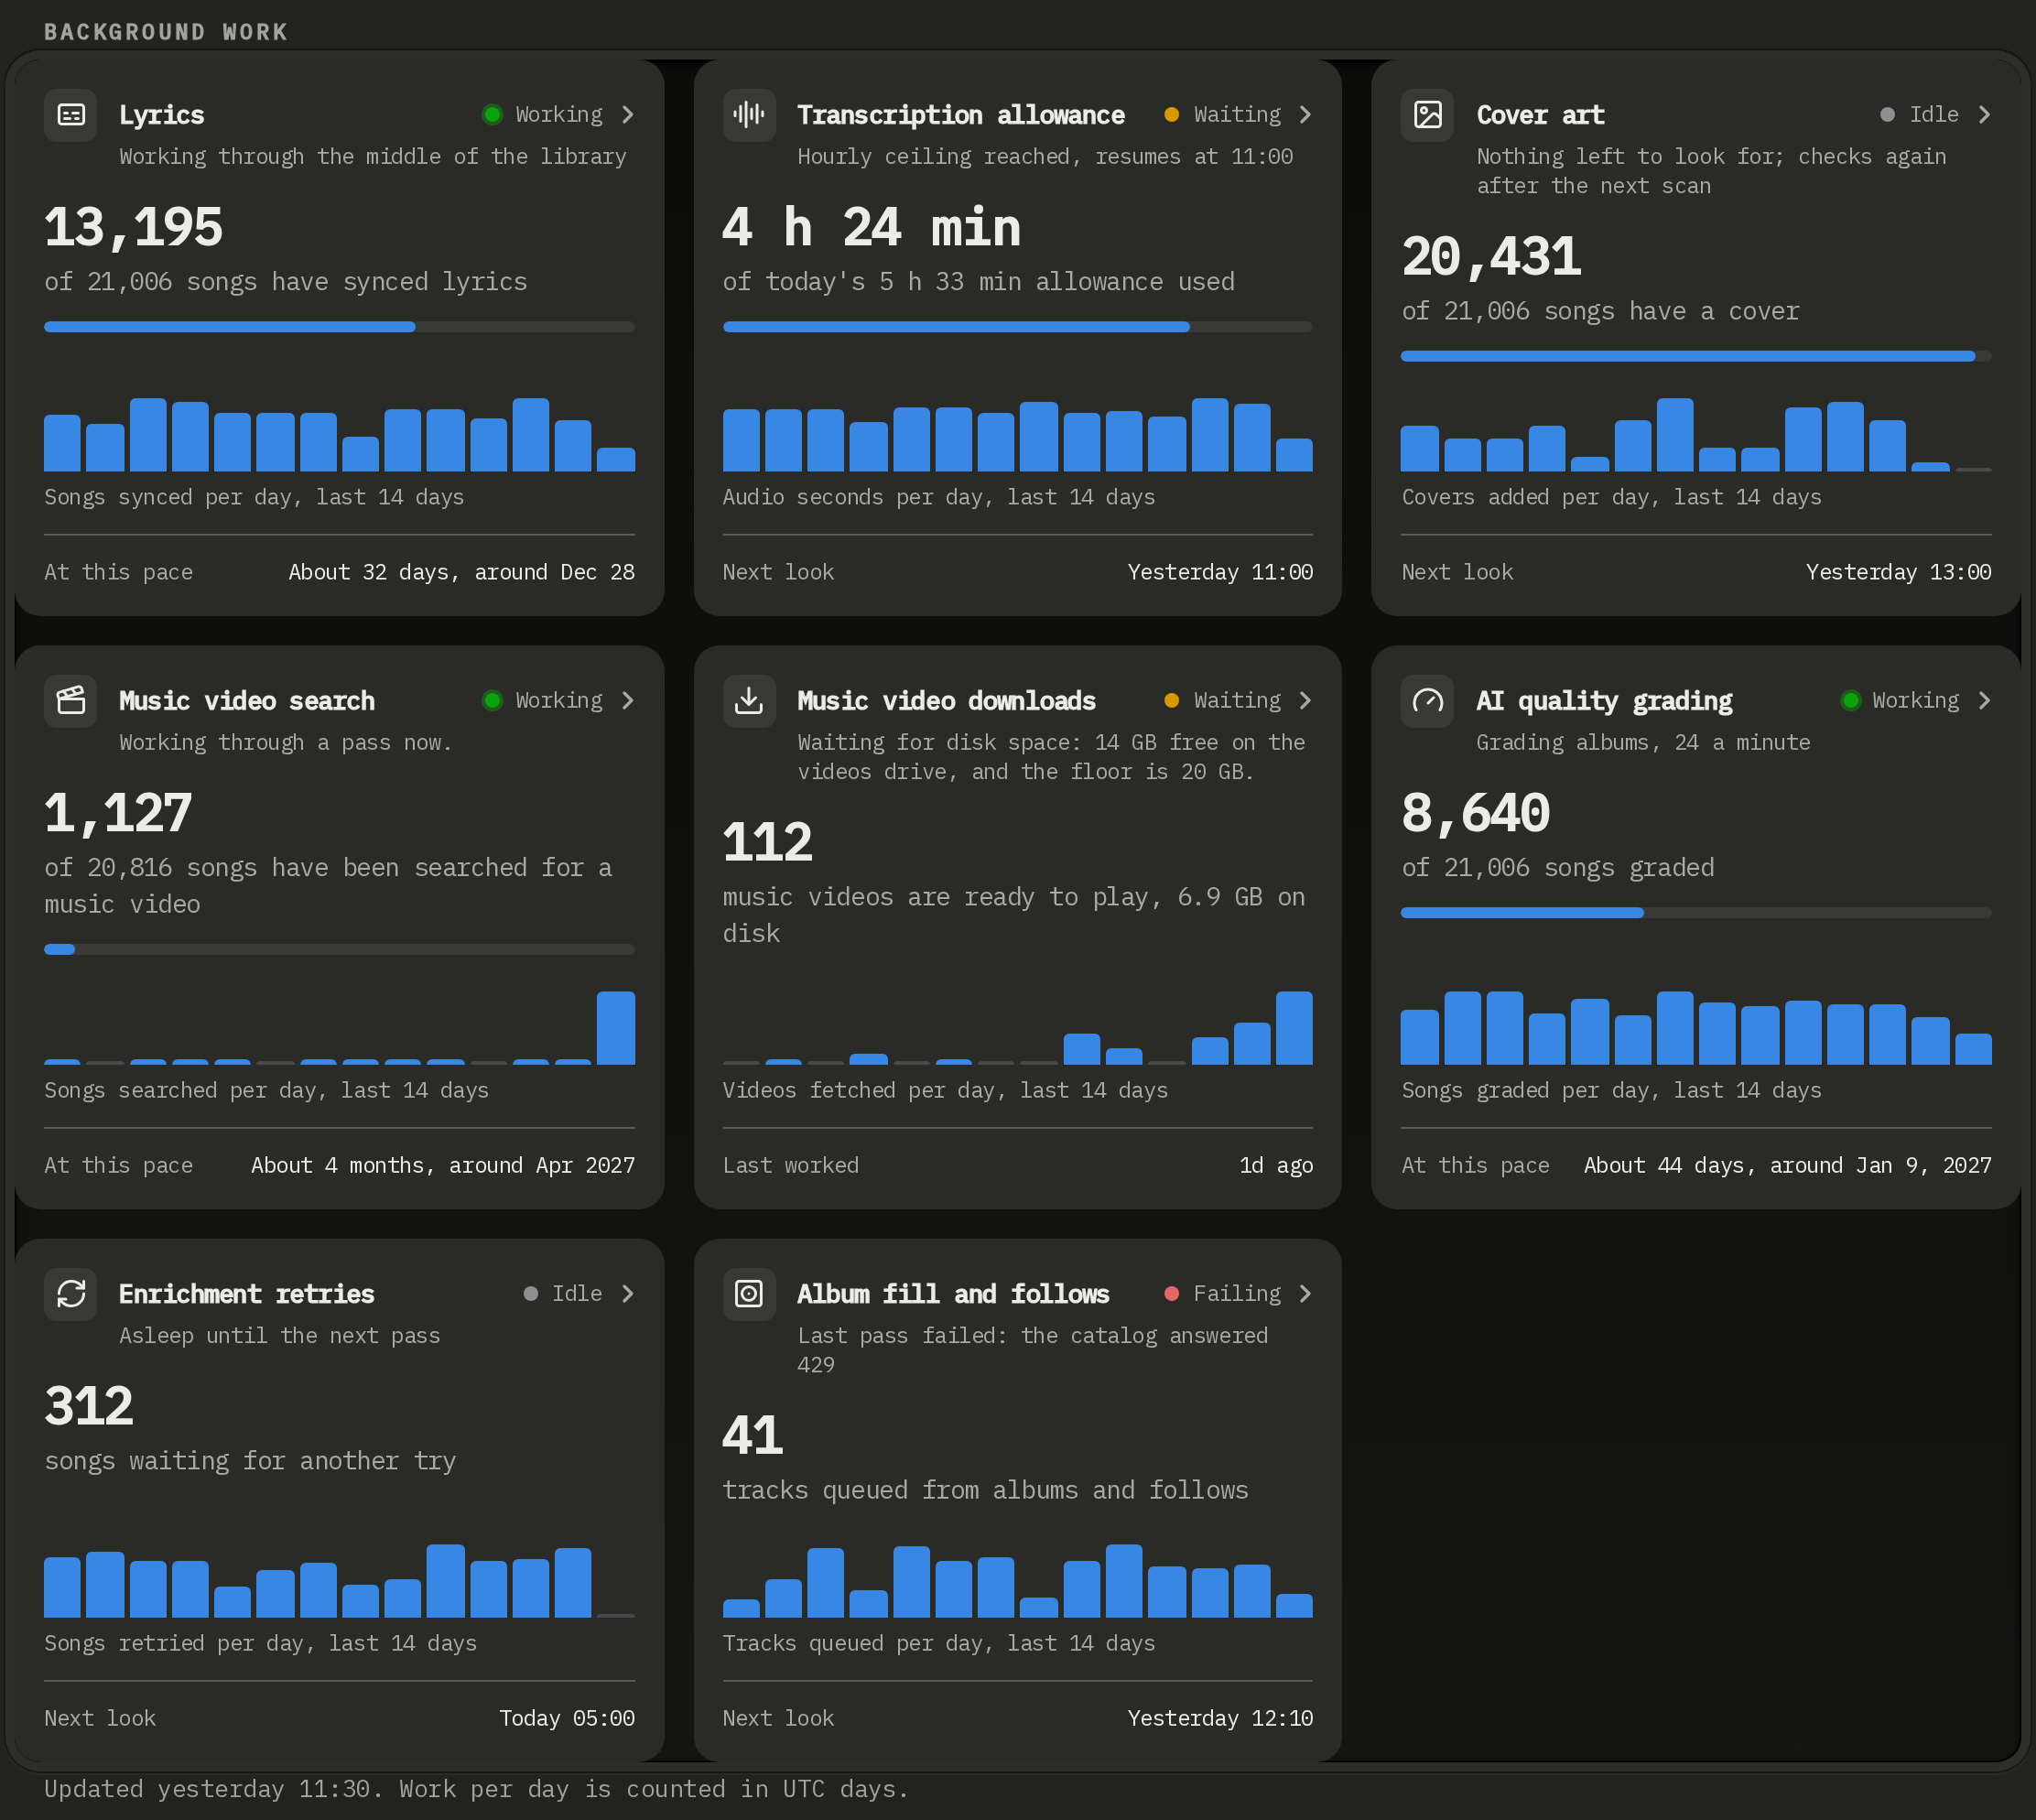 BACKGROUND WORK
Lyrics
Working
Working through the middle of the library
13,195
of 21,006 songs have synced lyrics
Songs synced per day, last 14 days
At this pace
About 32 days, around Dec 28
Transcription allowance
Waiting
Hourly ceiling reached, resumes at 11:00
4 h 24 min
of today's 5 h 33 min allowance used
Audio seconds per day, last 14 days
Next look
Yesterday 11:00
Cover art
Idle
Nothing left to look for; checks again
after the next scan
20,431
of 21,006 songs have a cover
Covers added per day, last 14 days
Next look
Yesterday 13:00
Music video search
Working
Working through a pass now.
1,127
of 20,816 songs have been searched for a
music video
Songs searched per day, last 14 days
At this pace
About 4 months, around Apr 2027
Music video downloads
Waiting
Waiting for disk space: 14 GB free on the
videos drive, and the floor is 20 GB.
112
music videos are ready to play, 6.9 GB on
disk
Videos fetched per day, last 14 days
Last worked
1d ago
AI quality grading
Working
Grading albums, 24 a minute
8,640
of 21,006 songs graded
Songs graded per day, last 14 days
At this pace
About 44 days, around Jan 9, 2027
Enrichment retries
Idle
Asleep until the next pass
312
songs waiting for another try
Songs retried per day, last 14 days
Next look
Today 05:00
Album fill and follows
Failing
Last pass failed: the catalog answered
429
41
tracks queued from albums and follows
Tracks queued per day, last 14 days
Next look
Yesterday 12:10
Updated yesterday 11:30. Work per day is counted in UTC days.